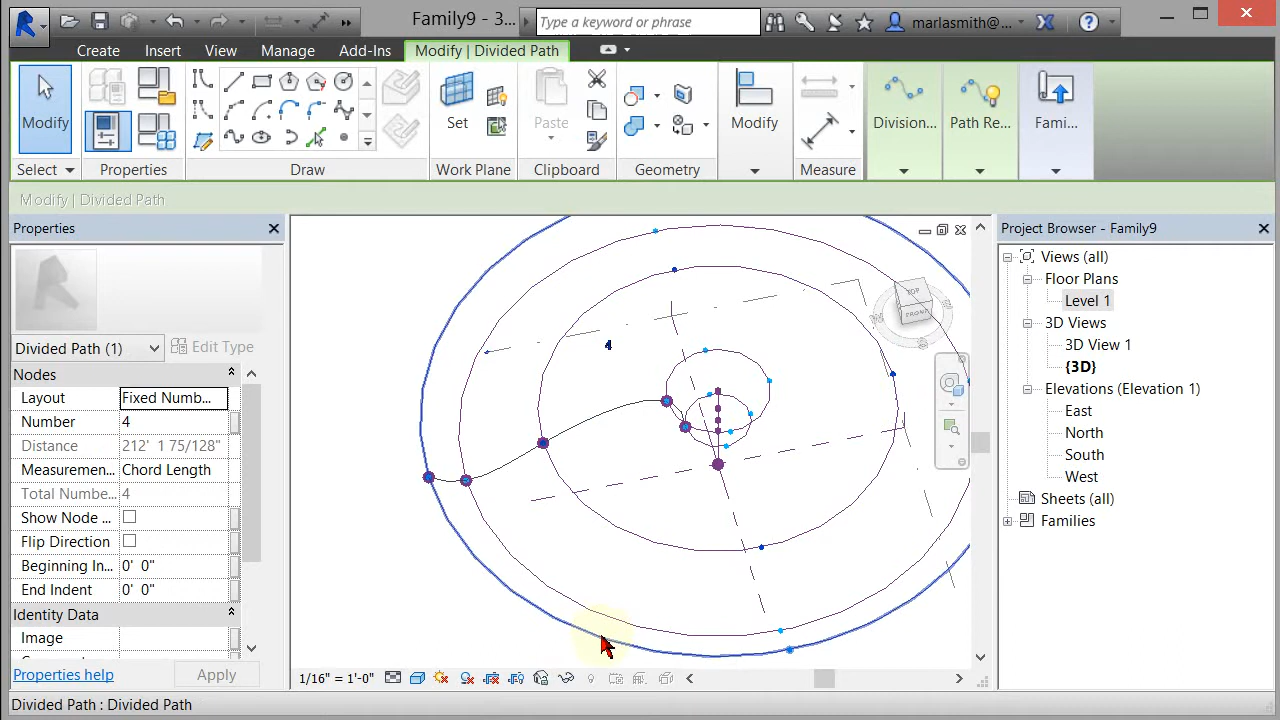 Family9 - 3...
Type a keyword or phrase
marlasmith@...
Create Insert View Manage Add-Ins Modify | Divided Path
Modify
Set
Paste
Modify
Division...
Path Re...
Fami...
Select
Properties
Draw
Work Plane
Clipboard
Geometry
Measure
Modify | Divided Path
Properties
Divided Path (1)
Edit Type
Nodes
Layout Fixed Numb...
Number 4
Distance 212' 1 75/128"
Measurement Chord Length
Total Numbe... 4
Show Node ...
Flip Direction
Beginning In... 0' 0"
End Indent 0' 0"
Identity Data
Image
Properties help
Apply
4
TOP
FRONT
1/16" = 1'-0"
Project Browser - Family9
Views (all)
Floor Plans
Level 1
3D Views
3D View 1
{3D}
Elevations (Elevation 1)
East
North
South
West
Sheets (all)
Families
Divided Path : Divided Path